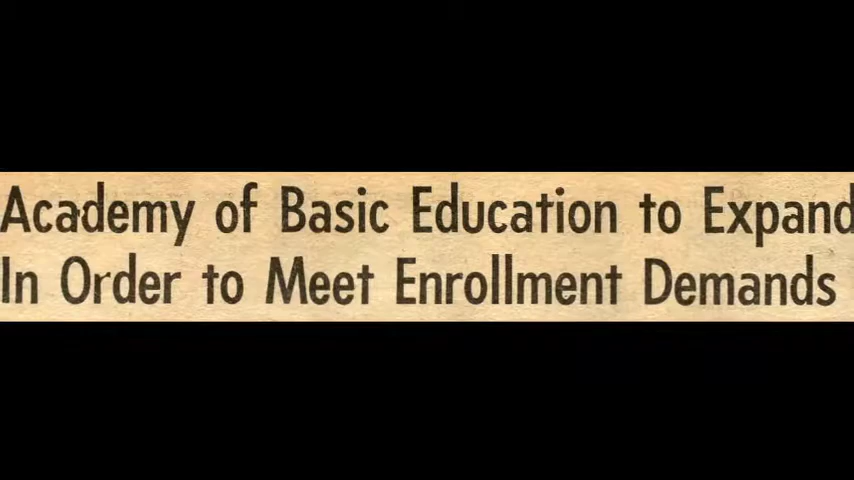 Academy of Basic Education to Expand
In Order to Meet Enrollment Demands